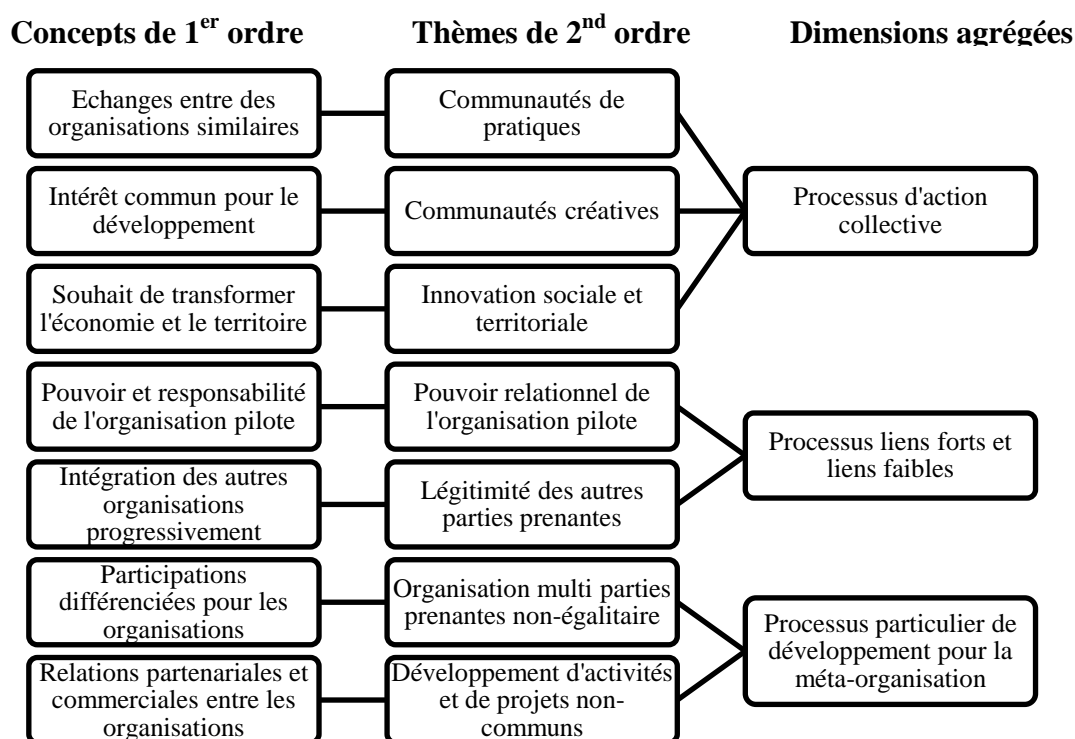 Concepts de 1er ordre
Thèmes de 2nd ordre
Dimensions agrégées
Echanges entre des
organisations similaires
Communautés de
pratiques
Intérêt commun pour le
développement
Communautés créatives
Processus d'action
collective
Souhait de transformer
l'économie et le territoire
Innovation sociale et
territoriale
Pouvoir et responsabilité
de l'organisation pilote
Pouvoir relationnel de
l'organisation pilote
Processus liens forts et
liens faibles
Intégration des autres
organisations
progressivement
Légitimité des autres
parties prenantes
Participations
différenciées pour les
organisations
Organisation multi parties
prenantes non-égalitaire
Processus particulier de
développement pour la
méta-organisation
Relations partenariales et
commerciales entre les
organisations
Développement d'activités
et de projets non-
communs